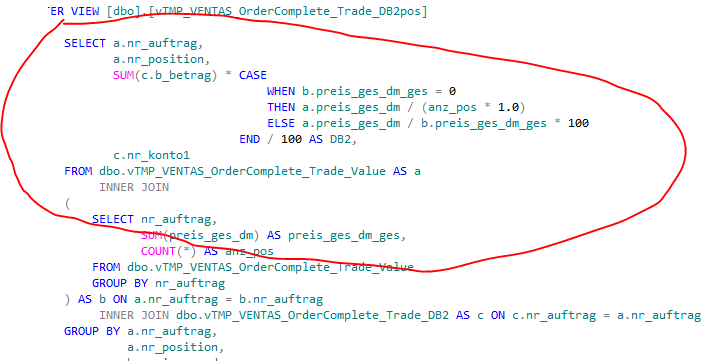 ER VIEW [dbo].[vTMP_VENTAS_OrderComplete_Trade_DB2pos]
SELECT a.nr_auftrag,
a.nr_position,
SUM(c.b_betrag) * CASE
WHEN b.preis_ges_dm_ges = 0
THEN a.preis_ges_dm / (anz_pos * 1.0)
ELSE a.preis_ges_dm / b.preis_ges_dm_ges * 100
END / 100 AS DB2,
c.nr_konto1
FROM dbo.vTMP_VENTAS_OrderComplete_Trade_Value AS a
INNER JOIN
(
SELECT nr_auftrag,
SUM(preis_ges_dm) AS preis_ges_dm_ges,
COUNT(*) AS anz_pos
FROM dbo.vTMP_VENTAS_OrderComplete_Trade_Value
GROUP BY nr_auftrag
) AS b ON a.nr_auftrag = b.nr_auftrag
INNER JOIN dbo.vTMP_VENTAS_OrderComplete_Trade_DB2 AS c ON c.nr_auftrag = a.nr_auftrag
GROUP BY a.nr_auftrag,
a.nr_position,